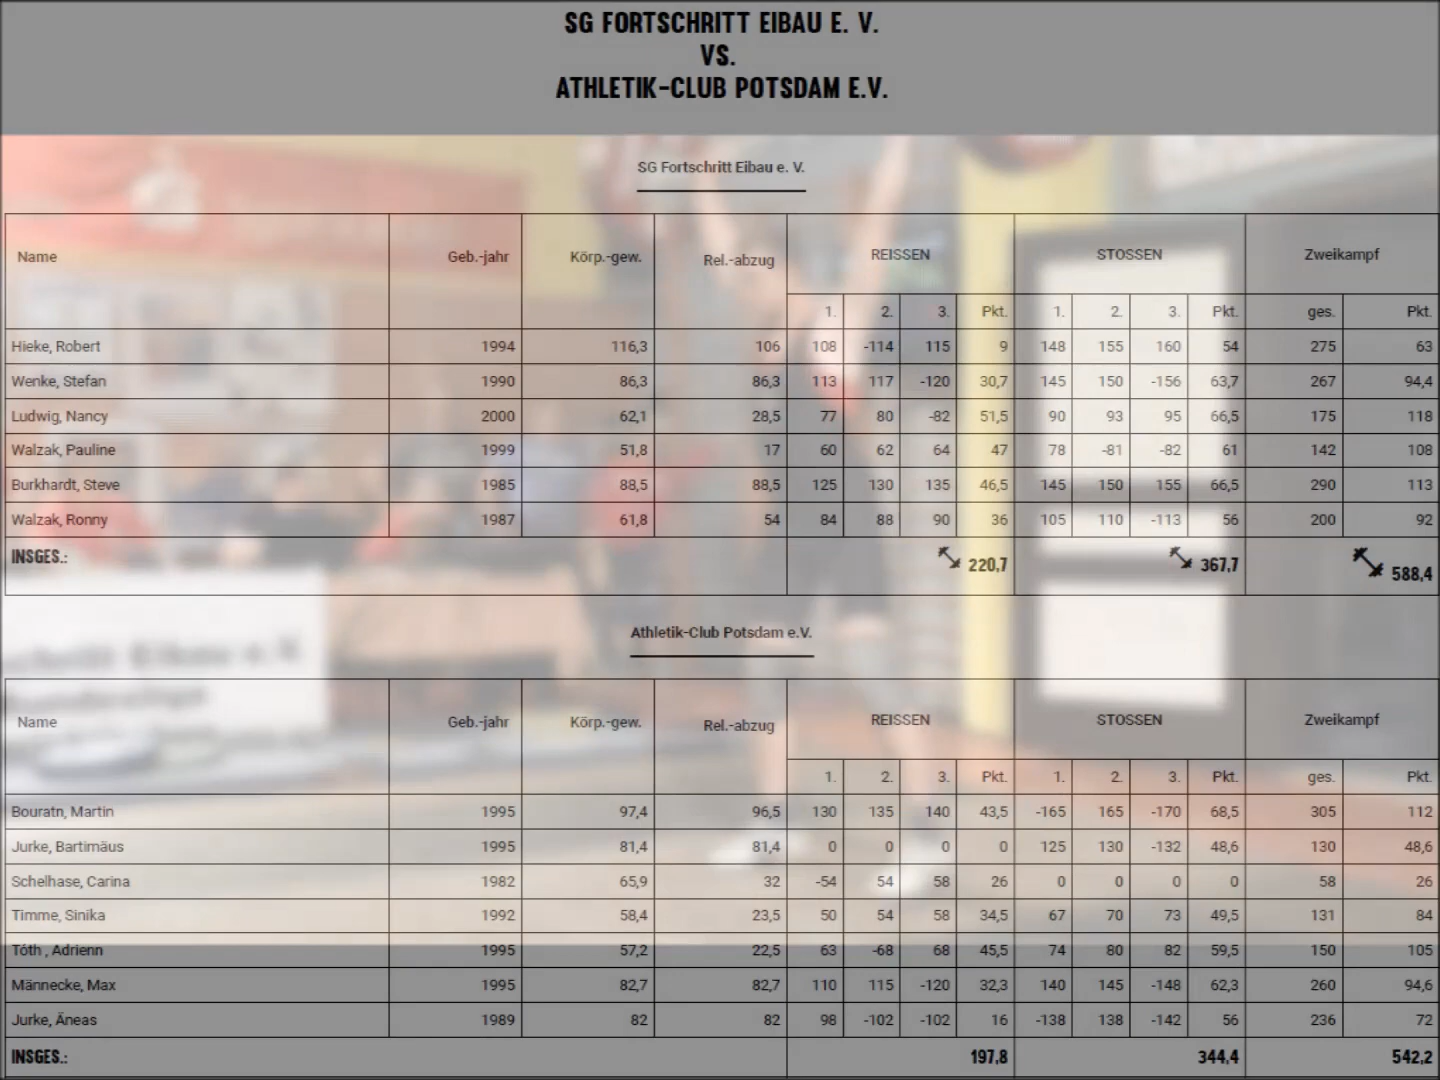 SG FORTSCHRITT EIBAU E. V.
VS.
ATHLETIK-CLUB POTSDAM E.V.
SG Fortschritt Eibau e. V.
Name Geb.-jahr Körp.-gew. Rel.-abzug REISSEN STOSSEN Zweikampf
1. 2. 3. Pkt. 1. 2. 3. Pkt. ges. Pkt.
Hieke, Robert 1994 116,3 106 108 -114 115 9 148 155 160 54 275 63
Wenke, Stefan 1990 86,3 86,3 113 117 -120 30,7 145 150 -156 63,7 267 94,4
Ludwig, Nancy 2000 62,1 28,5 77 80 -82 51,5 90 93 95 66,5 175 118
Walzak, Pauline 1999 51,8 17 60 62 64 47 78 -81 -82 61 142 108
Burkhardt, Steve 1985 88,5 88,5 125 130 135 46,5 145 150 155 66,5 290 113
Walzak, Ronny 1987 61,8 54 84 88 90 36 105 110 -113 56 200 92
INSGES.: 220,7 367,7 588,4
Athletik-Club Potsdam e.V.
Name Geb.-jahr Körp.-gew. Rel.-abzug REISSEN STOSSEN Zweikampf
1. 2. 3. Pkt. 1. 2. 3. Pkt. ges. Pkt.
Bouratn, Martin 1995 97,4 96,5 130 135 140 43,5 -165 165 -170 68,5 305 112
Jurke, Bartimäus 1995 81,4 81,4 0 0 0 0 125 130 -132 48,6 130 48,6
Schelhase, Carina 1982 65,9 32 -54 54 58 26 0 0 0 0 58 26
Timme, Sinika 1992 58,4 23,5 50 54 58 34,5 67 70 73 49,5 131 84
Tóth , Adrienn 1995 57,2 22,5 63 -68 68 45,5 74 80 82 59,5 150 105
Männecke, Max 1995 82,7 82,7 110 115 -120 32,3 140 145 -148 62,3 260 94,6
Jurke, Äneas 1989 82 82 98 -102 -102 16 -138 138 -142 56 236 72
INSGES.: 197,8 344,4 542,2